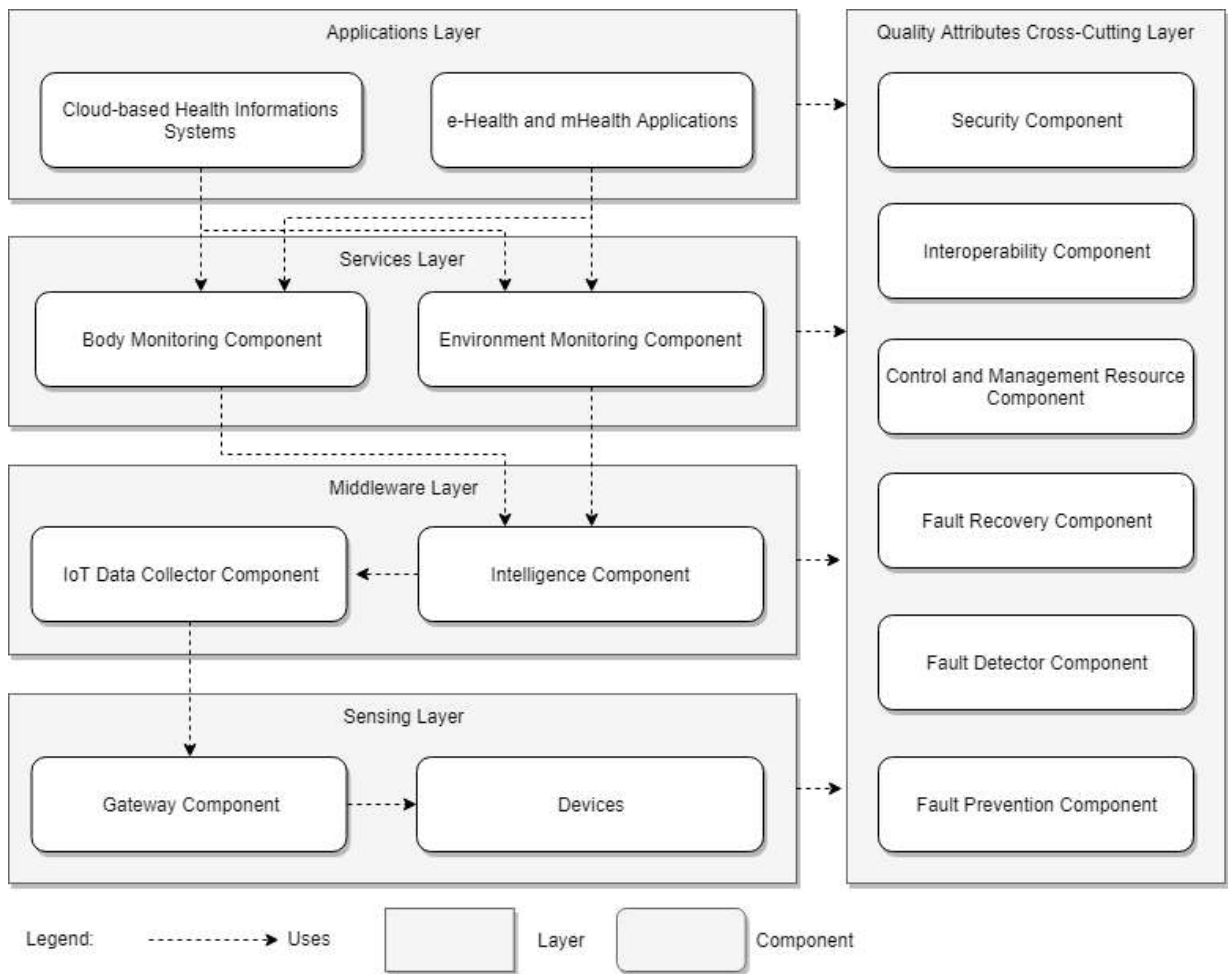 Applications Layer
Cloud-based Health Informations
Systems
e-Health and mHealth Applications
Services Layer
Body Monitoring Component
Environment Monitoring Component
Middleware Layer
IoT Data Collector Component
Intelligence Component
Sensing Layer
Gateway Component
Devices
Quality Attributes Cross-Cutting Layer
Security Component
Interoperability Component
Control and Management Resource
Component
Fault Recovery Component
Fault Detector Component
Fault Prevention Component
Legend:
Uses
Layer
Component